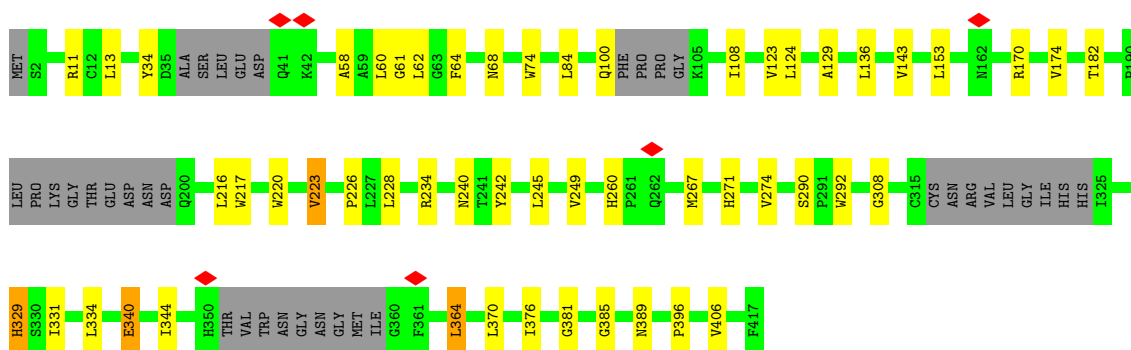 MET S2 R11 C12 L13 Y34 D35 ALA SER LEU GLU ASP Q41 K42 A58 A59 L60 G61 L62 G63 F64 N68 W74 L84 Q100 PHE PRO PRO GLY K105 I108 V123 L124 A129 L136 V143 L153 N162 R170 V174 T182
LEU PRO LYS GLY THR GLU ASP ASN ASP Q200 L216 W217 W220 V223 P226 L227 L228 R234 N240 T241 Y242 L245 V249 H260 P261 Q262 M267 H271 V274 S290 P291 W292 G308 C315 CYS ASN ARG VAL LEU GLY ILE HIS HIS I325
H329 S330 I331 L334 E340 I344 H350 THR VAL TRP ASN GLY ASN GLY MET ILE G360 F361 L364 L370 I376 G381 G385 N389 P396 V406 F417